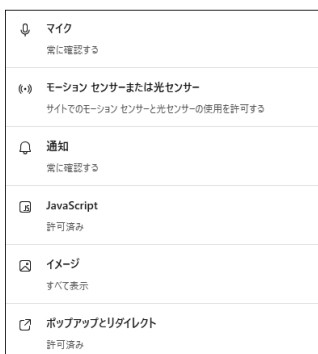 マイク
常に確認する
モーション センサーまたは光センサー
サイトでのモーション センサーと光センサーの使用を許可する
通知
常に確認する
JavaScript
許可済み
イメージ
すべて表示
ポップアップとリダイレクト
許可済み